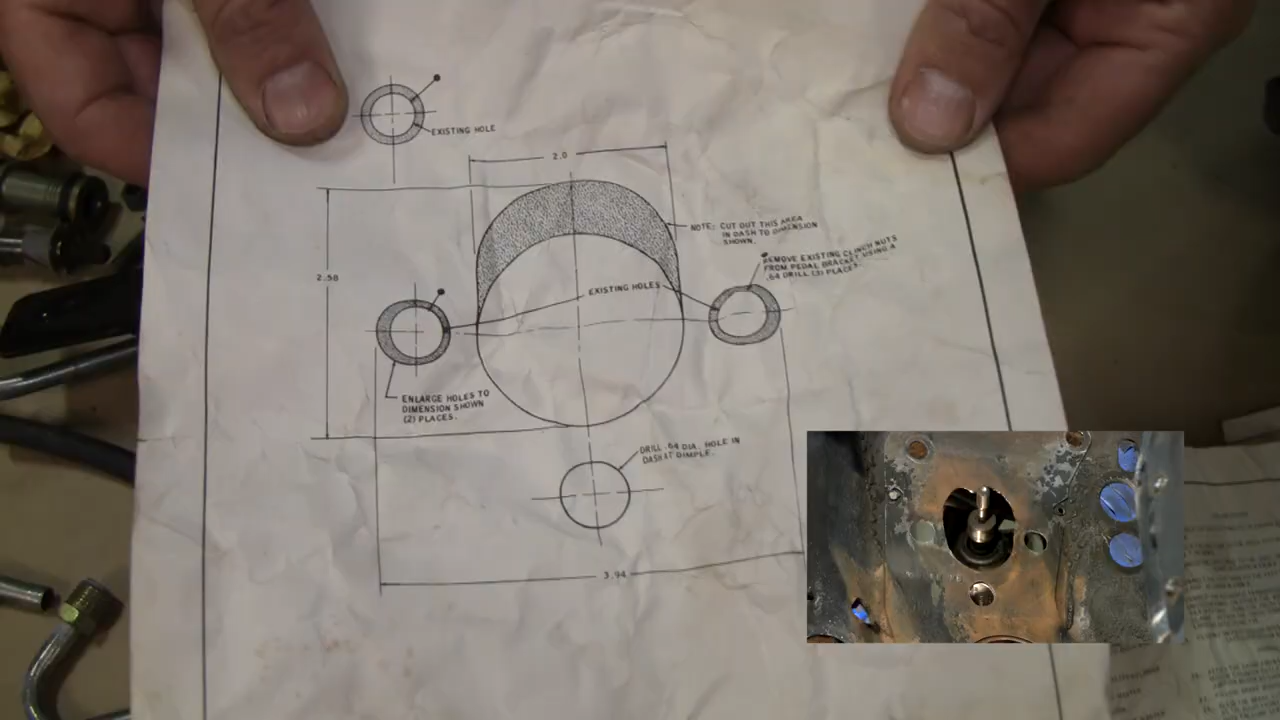 EXISTING HOLE
2.0
NOTE: CUT OUT THIS AREA
IN DASH TO DIMENSION
SHOWN.
REMOVE EXISTING CLINCH NUTS
FROM PEDAL BRACKET USING A
.64 DRILL (3) PLACES.
2.50
EXISTING HOLES
ENLARGE HOLES TO
DIMENSION SHOWN
(2) PLACES.
DRILL .64 DIA. HOLE IN
DASH AT DIMPLE.
3.94